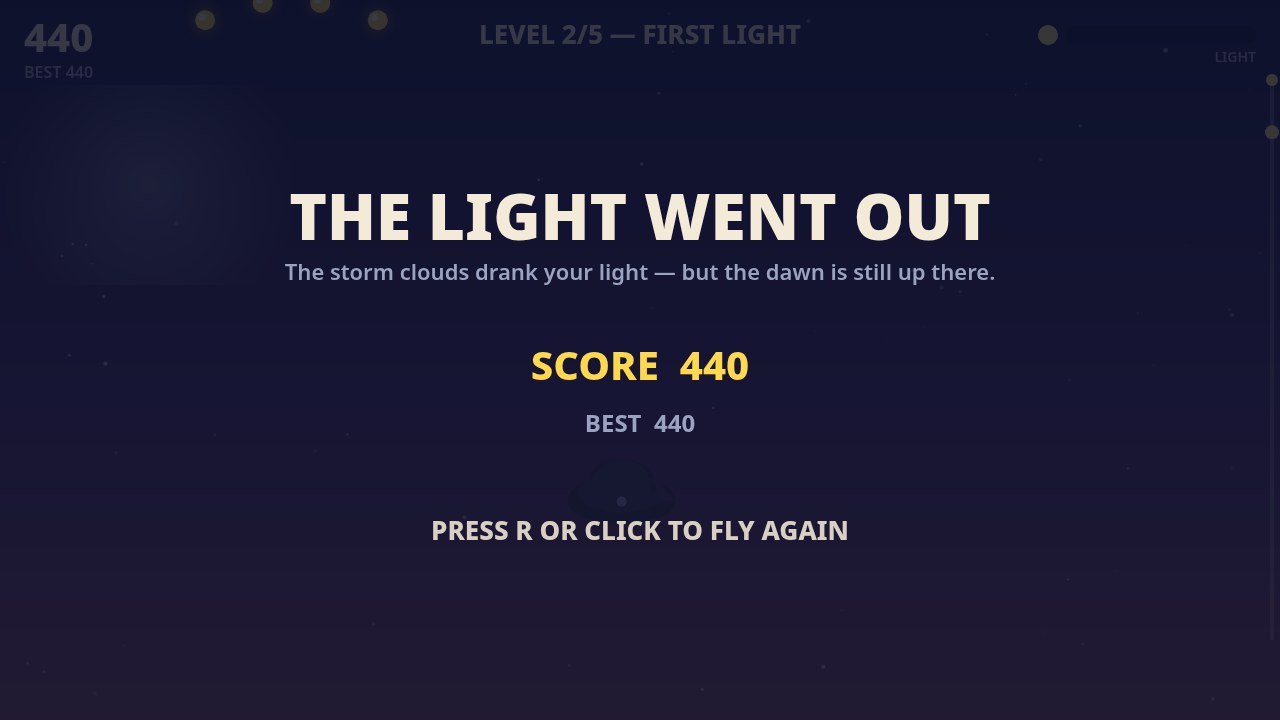 440
BEST 440
LEVEL 2/5 — FIRST LIGHT
LIGHT
THE LIGHT WENT OUT
The storm clouds drank your light — but the dawn is still up there.
SCORE 440
BEST 440
PRESS R OR CLICK TO FLY AGAIN